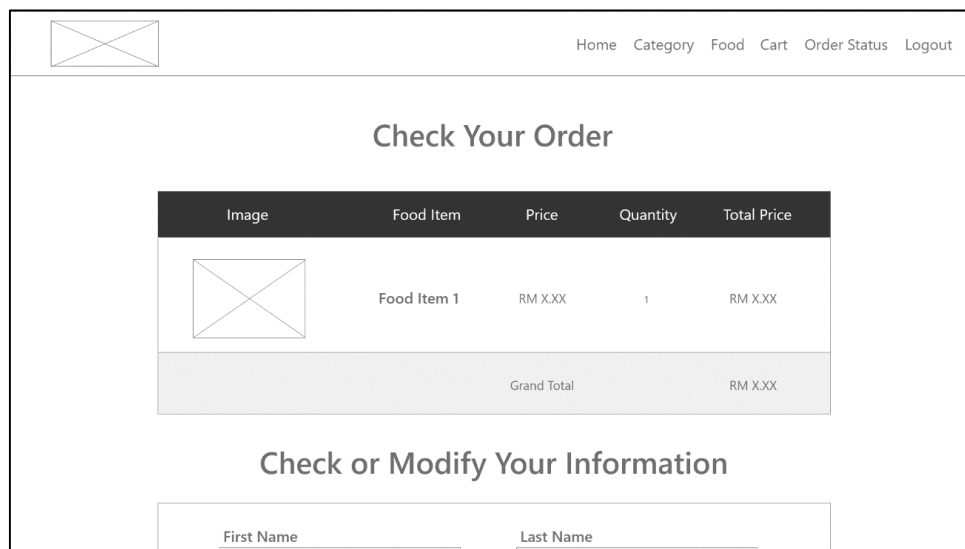 Home Category Food Cart Order Status Logout
Check Your Order
Image Food Item Price Quantity Total Price
Food Item 1 RM X.XX 1 RM X.XX
Grand Total RM X.XX
Check or Modify Your Information
First Name Last Name